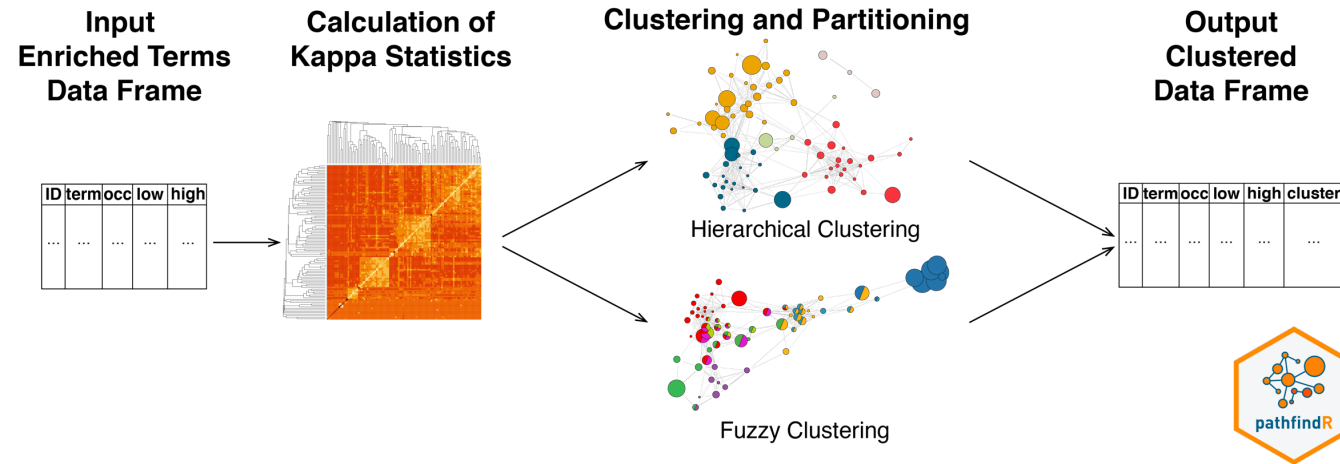 Input
Enriched Terms
Data Frame
Calculation of
Kappa Statistics
Clustering and Partitioning
Output
Clustered
Data Frame
ID term occ low high
... ... ... ... ...
Hierarchical Clustering
Fuzzy Clustering
ID term occ low high cluster
... ... ... ... ... ...
pathfindR